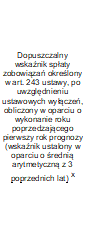 Dopuszczalny
wskaźnik spłaty
zobowiązań określony
w art. 243 ustawy, po
uwzględnieniu
ustawowych wyłączeń,
obliczony w oparciu o
wykonanie roku
poprzedzającego
pierwszy rok prognozy
(wskaźnik ustalony w
oparciu o średnią
arytmetyczną z 3
poprzednich lat) x